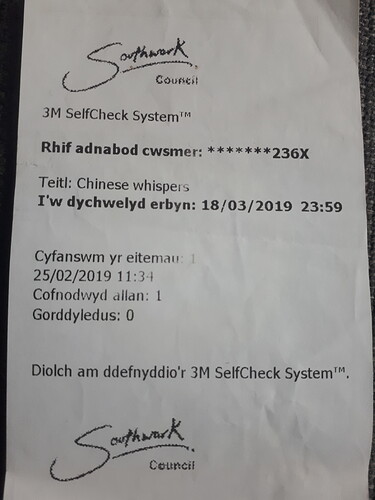 Southwark
Council
3M SelfCheck System™
Rhif adnabod cwsmer: *******236X
Teitl: Chinese whispers
I'w dychwelyd erbyn: 18/03/2019 23:59
Cyfanswm yr eitemau: 1
25/02/2019 11:34
Cofnodwyd allan: 1
Gorddyledus: 0
Diolch am ddefnyddio'r 3M SelfCheck System™.
Southwark
Council